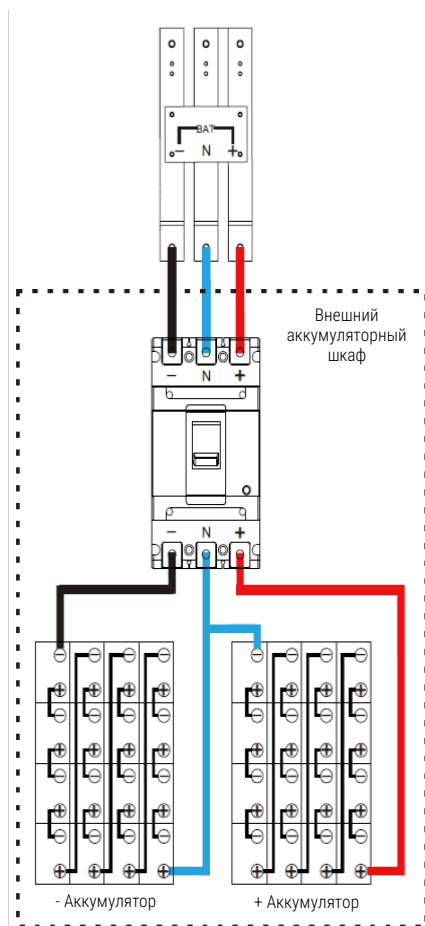 BAT
− N +
Внешний
аккумуляторный
шкаф
− N +
− N +
- Аккумулятор
+ Аккумулятор